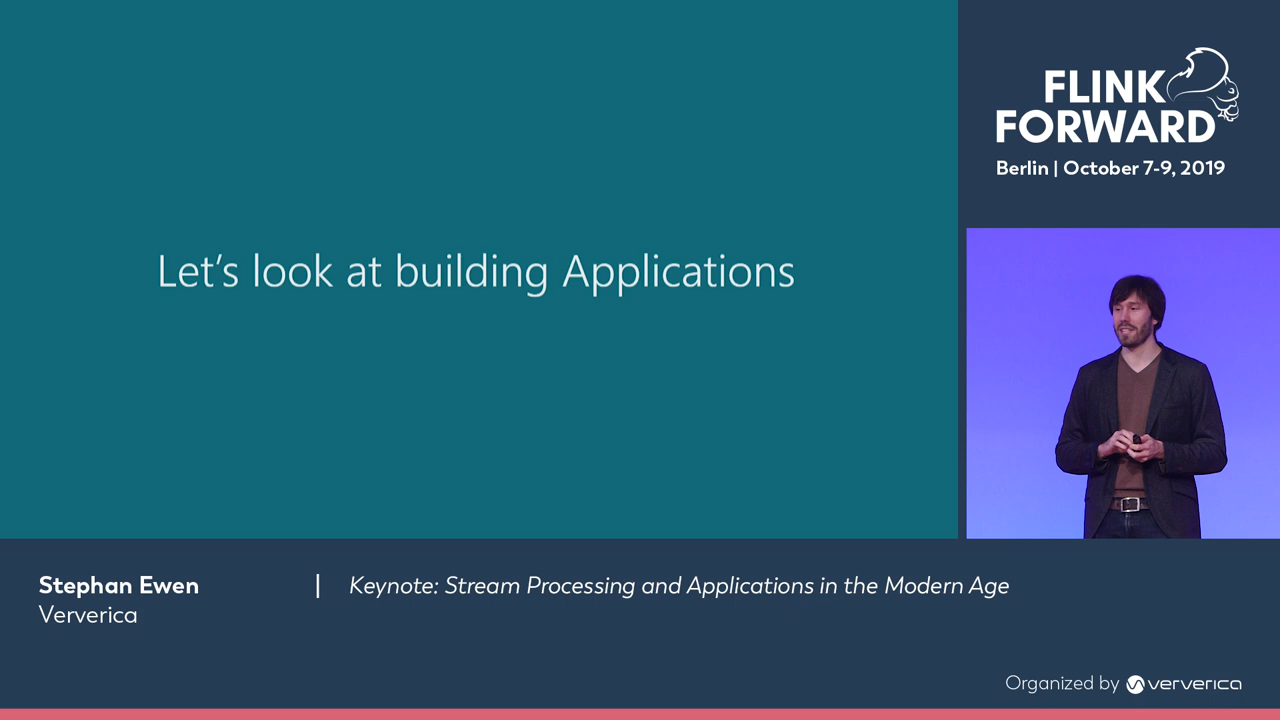 Let's look at building Applications
FLINK
FORWARD
Berlin | October 7-9, 2019
Stephan Ewen | Keynote: Stream Processing and Applications in the Modern Age
Ververica
Organized by ververica